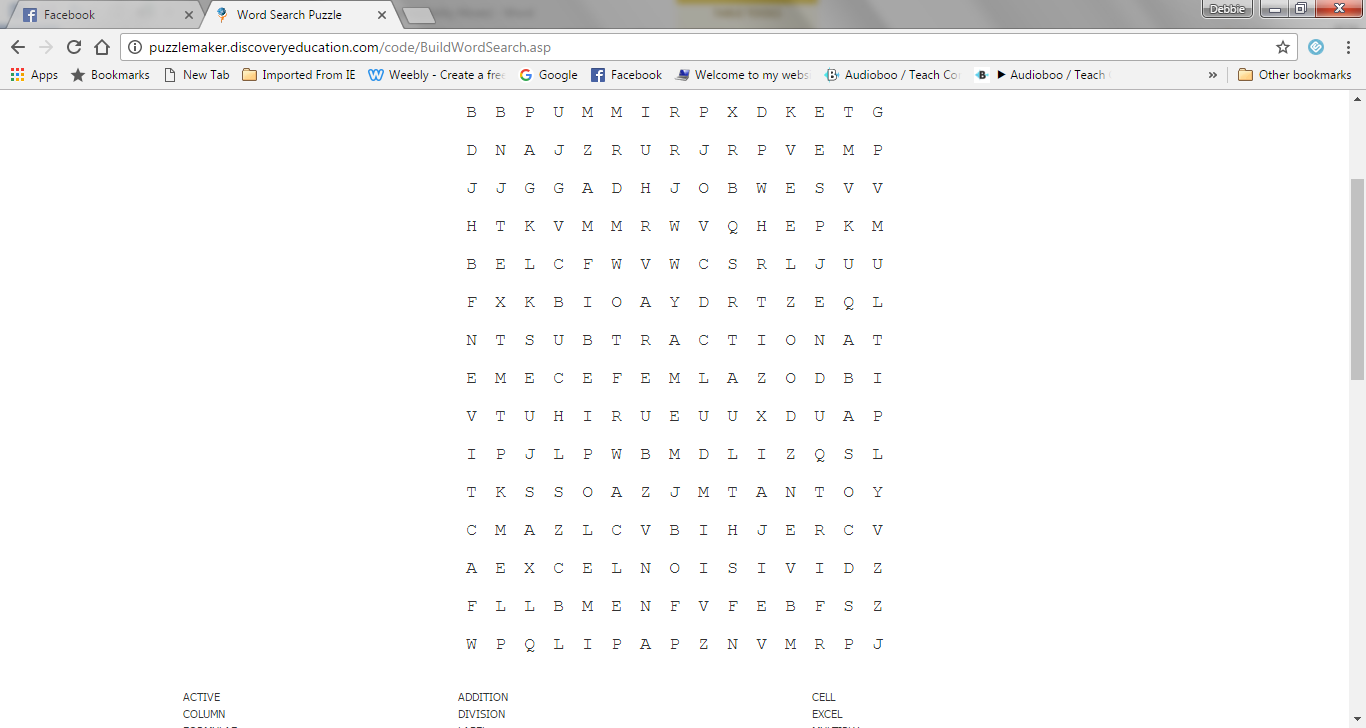 Facebook
Word Search Puzzle
Debbie
puzzlemaker.discoveryeducation.com/code/BuildWordSearch.asp
Apps Bookmarks New Tab Imported From IE Weebly - Create a free Google Facebook Welcome to my webs Audioboo / Teach Co Audioboo / Teach » Other bookmarks
B B P U M M I R P X D K E T G
D N A J Z R U R J R P V E M P
J J G G A D H J O B W E S V V
H T K V M M R W V Q H E P K M
B E L C F W V W C S R L J U U
F X K B I O A Y D R T Z E Q L
N T S U B T R A C T I O N A T
E M E C E F E M L A Z O D B I
V T U H I R U E U U X D U A P
I P J L P W B M D L I Z Q S L
T K S S O A Z J M T A N T O Y
C M A Z L C V B I H J E R C V
A E X C E L N O I S I V I D Z
F L L B M E N F V F E B F S Z
W P Q L I P A P Z N V M R P J
ACTIVE ADDITION CELL
COLUMN DIVISION EXCEL